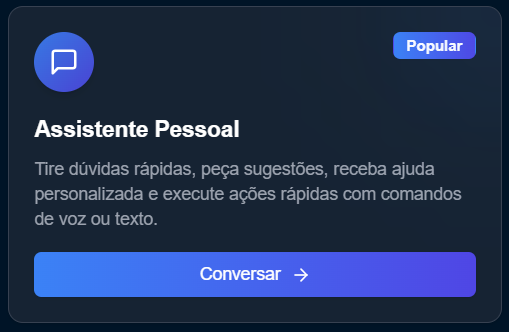 Popular
Assistente Pessoal
Tire dúvidas rápidas, peça sugestões, receba ajuda
personalizada e execute ações rápidas com comandos
de voz ou texto.
Conversar